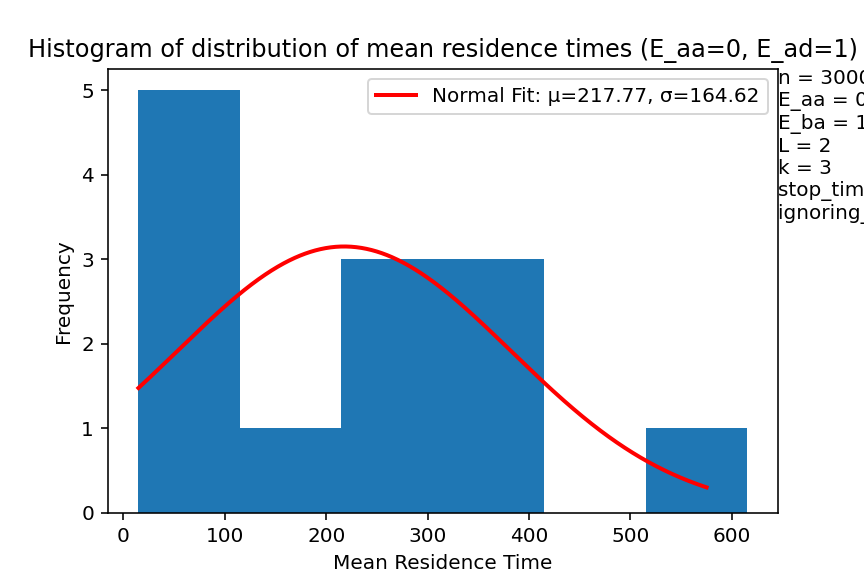 Histogram of distribution of mean residence times (E_aa=0, E_ad=1)
Normal Fit: μ=217.77, σ=164.62
n = 3000
E_aa = 0
E_ba = 1
L = 2
k = 3
stop_tim
ignoring_
5
4
3
2
1
0
Frequency
0 100 200 300 400 500 600
Mean Residence Time